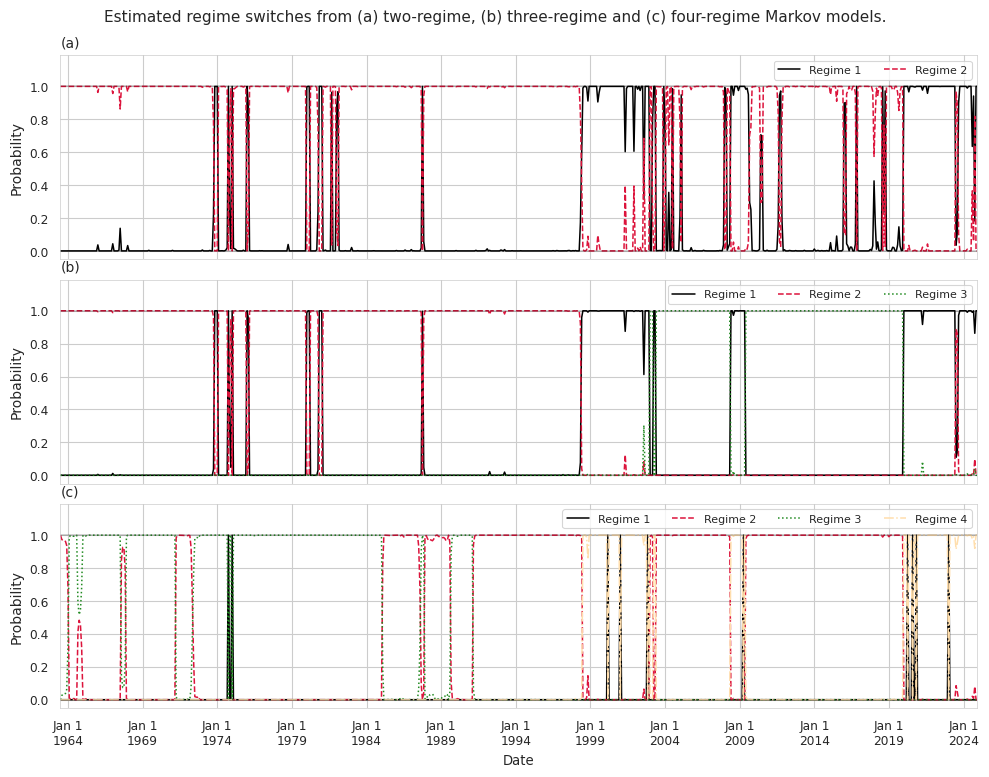 Estimated regime switches from (a) two-regime, (b) three-regime and (c) four-regime Markov models.
(a)
Regime 1 Regime 2
1.0
0.8
0.6
0.4
0.2
0.0
Probability
(b)
Regime 1 Regime 2 Regime 3
1.0
0.8
0.6
0.4
0.2
0.0
Probability
(c)
Regime 1 Regime 2 Regime 3 Regime 4
1.0
0.8
0.6
0.4
0.2
0.0
Probability
Jan 1 Jan 1 Jan 1 Jan 1 Jan 1 Jan 1 Jan 1 Jan 1 Jan 1 Jan 1 Jan 1 Jan 1 Jan 1
1964 1969 1974 1979 1984 1989 1994 1999 2004 2009 2014 2019 2024
Date